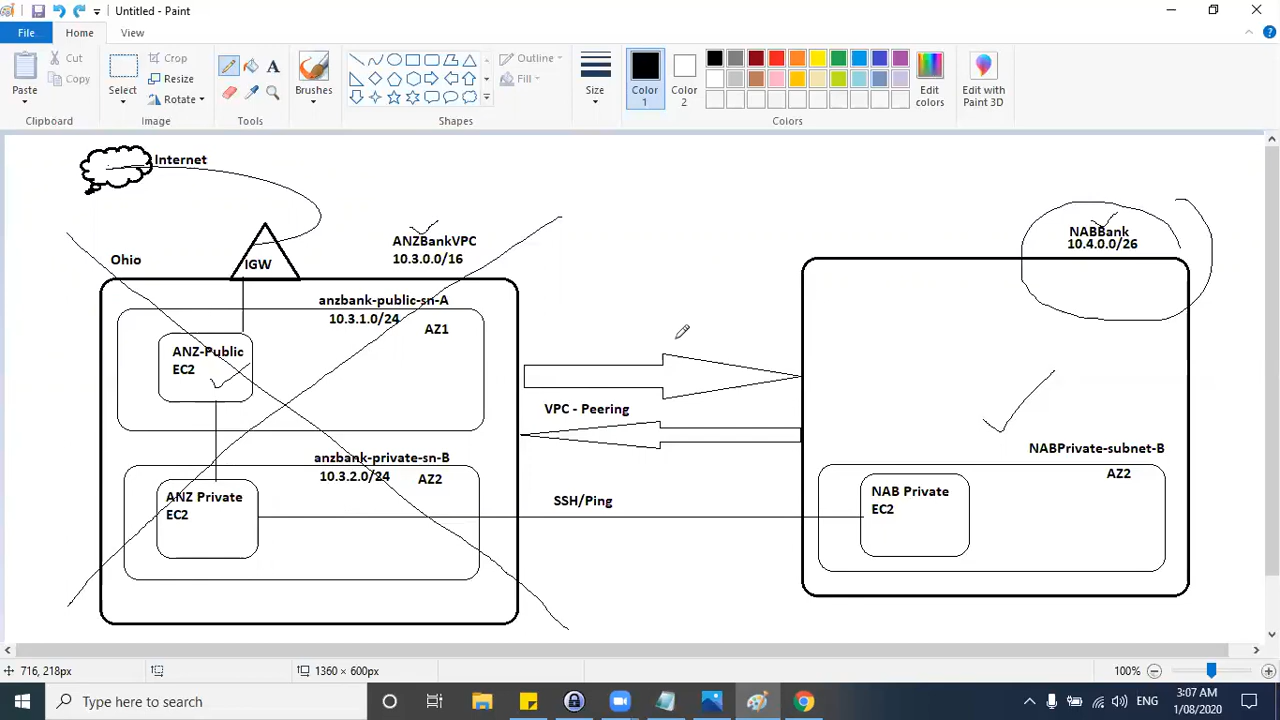 Untitled - Paint
File
Home
View
Paste
Cut
Copy
Clipboard
Select
Crop
Resize
Rotate
Image
A
Tools
Brushes
Shapes
Outline
Fill
Size
Color
1
Color
2
Edit
colors
Colors
Edit with
Paint 3D
Internet
IGW
Ohio
ANZBankVPC
10.3.0.0/16
anzbank-public-sn-A
10.3.1.0/24
AZ1
ANZ-Public
EC2
anzbank-private-sn-B
10.3.2.0/24
AZ2
ANZ Private
EC2
VPC - Peering
SSH/Ping
NABBank
10.4.0.0/26
NABPrivate-subnet-B
AZ2
NAB Private
EC2
716, 218px
1360 × 600px
100%
Type here to search
ENG
3:07 AM
1/08/2020